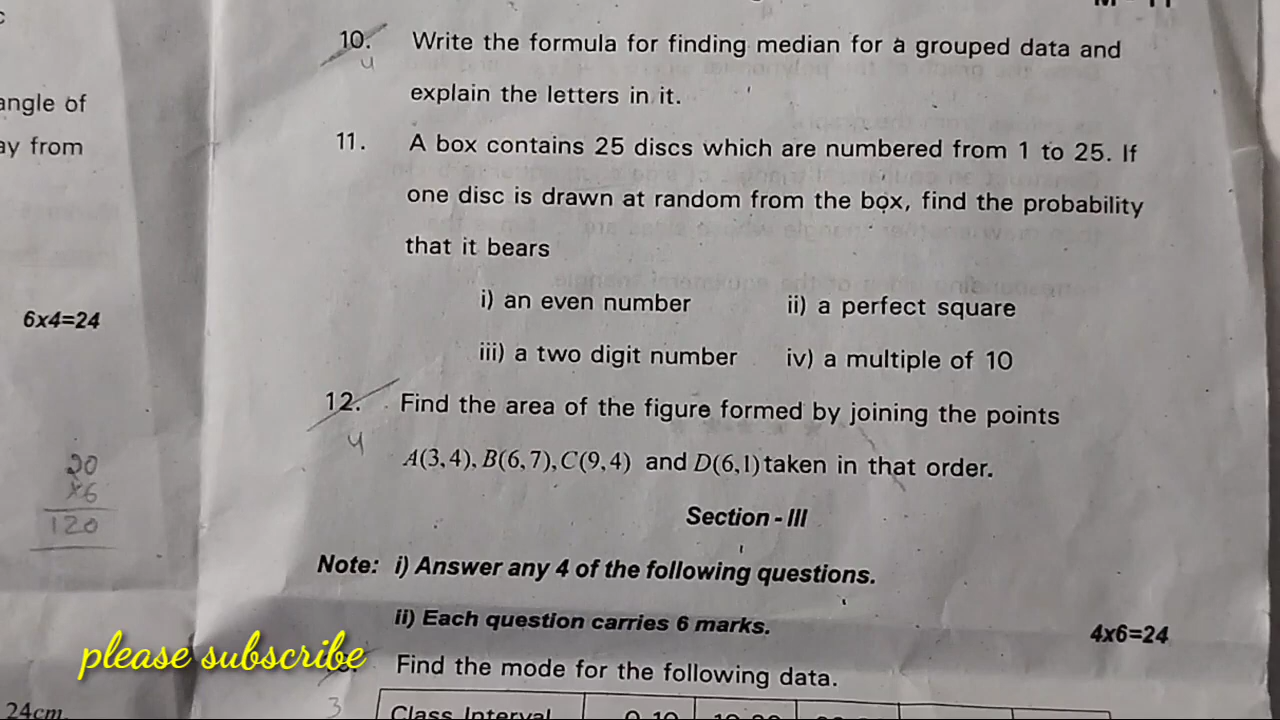 10. Write the formula for finding median for a grouped data and
4
explain the letters in it.
angle of
ay from
11. A box contains 25 discs which are numbered from 1 to 25. If
one disc is drawn at random from the box, find the probability
that it bears
i) an even number ii) a perfect square
6x4=24
iii) a two digit number iv) a multiple of 10
12. Find the area of the figure formed by joining the points
4
A(3,4), B(6,7), C(9,4) and D(6,1) taken in that order.
20
x6
120
Section - III
Note: i) Answer any 4 of the following questions.
ii) Each question carries 6 marks.
4x6=24
please subscribe
Find the mode for the following data.
3
24cm.
Class Interval 0-10